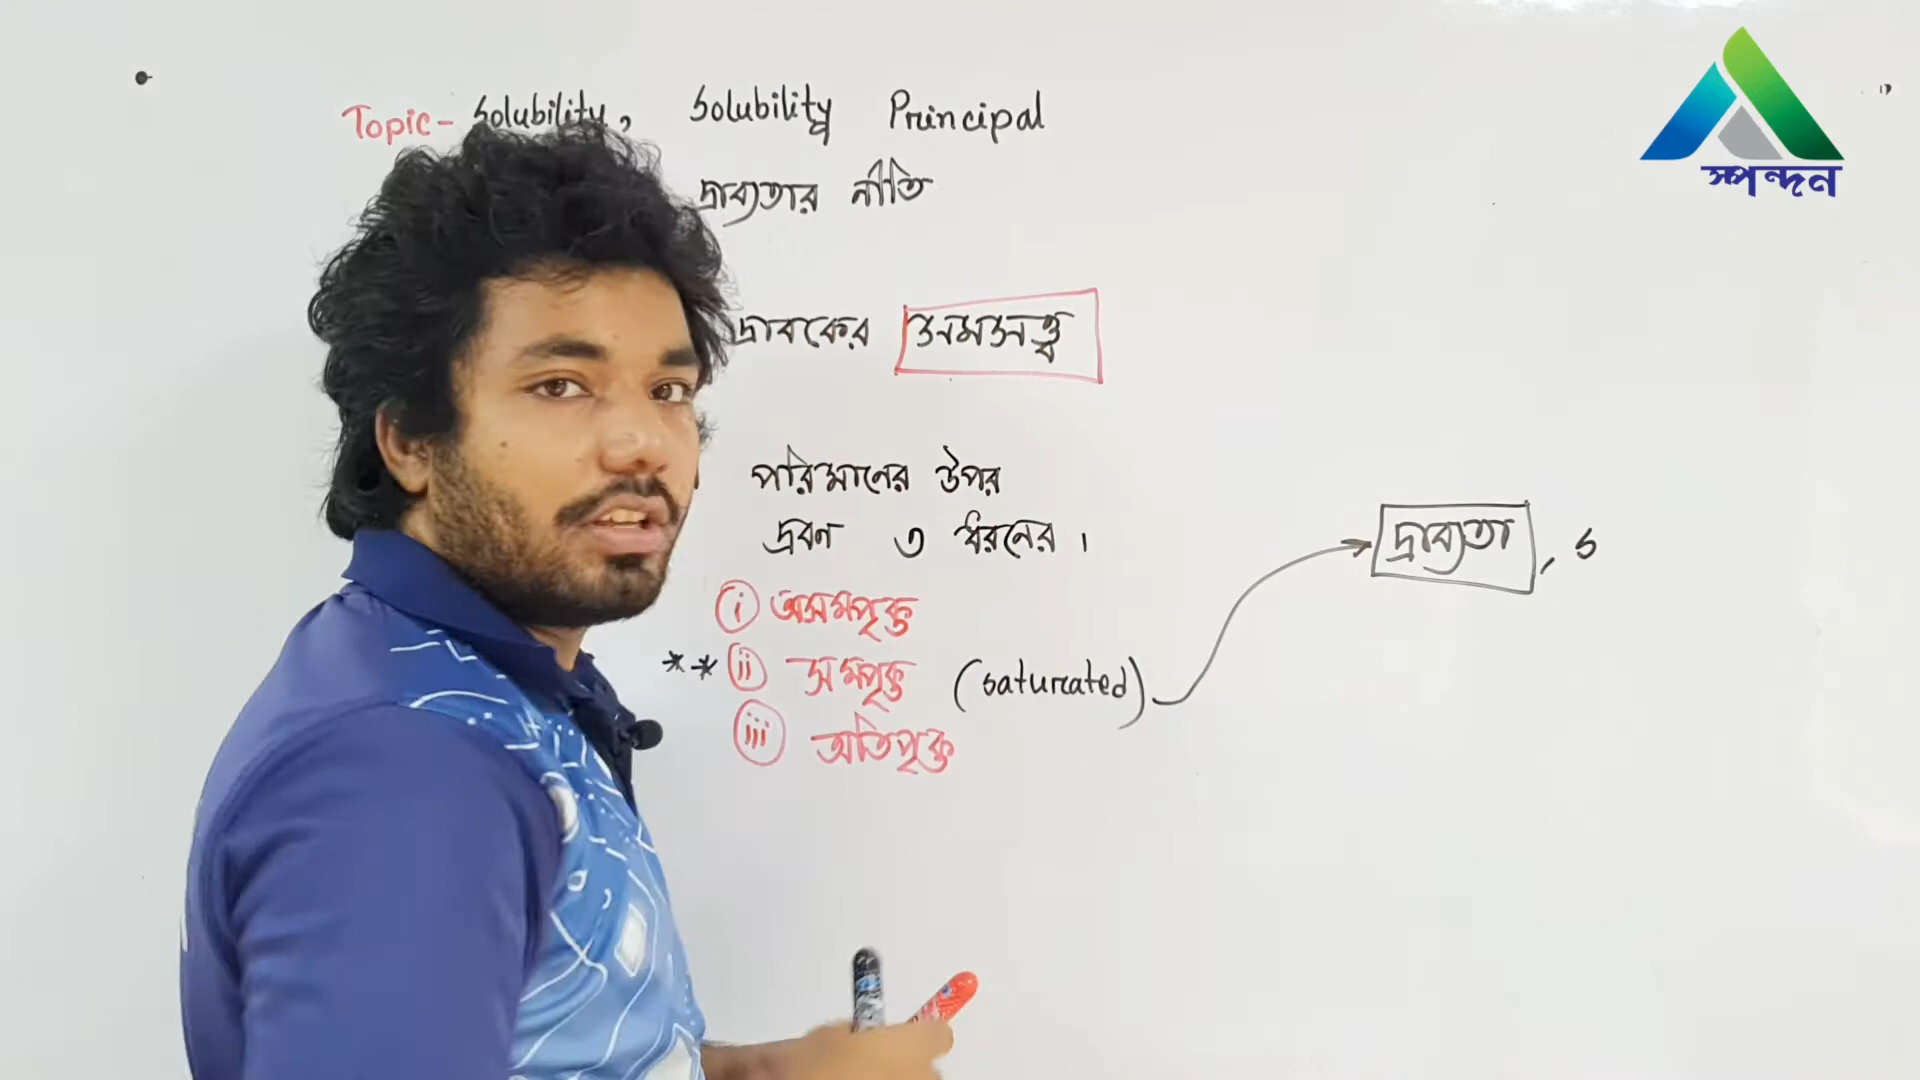 Topic- Solubility, Solubility Principal
দ্রাব্যতার নীতি
দ্রাবকের
পরিমানের উপর
দ্রবণ ৩ ধরনের।
i অসম্পৃক্ত
** ii সম্পৃক্ত (saturated)
iii অতিপৃক্ত
দ্রাব্যতা, S
স্পন্দন